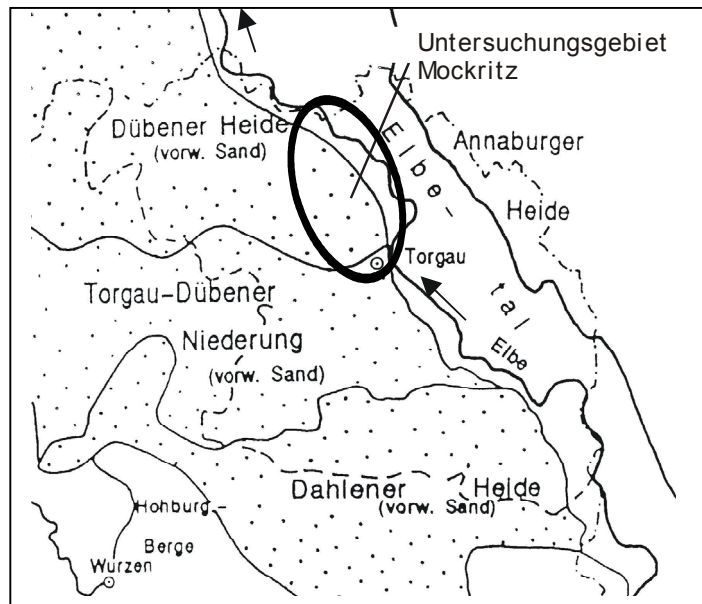 Untersuchungsgebiet
Mockritz
Dübener Heide
(vorw. Sand)
Elbe-
tal
Annaburger
Heide
Torgau
Torgau-Dübener
Niederung
(vorw. Sand)
Elbe
Dahlener Heide
(vorw. Sand)
Hohburg-
Berge
Wurzen